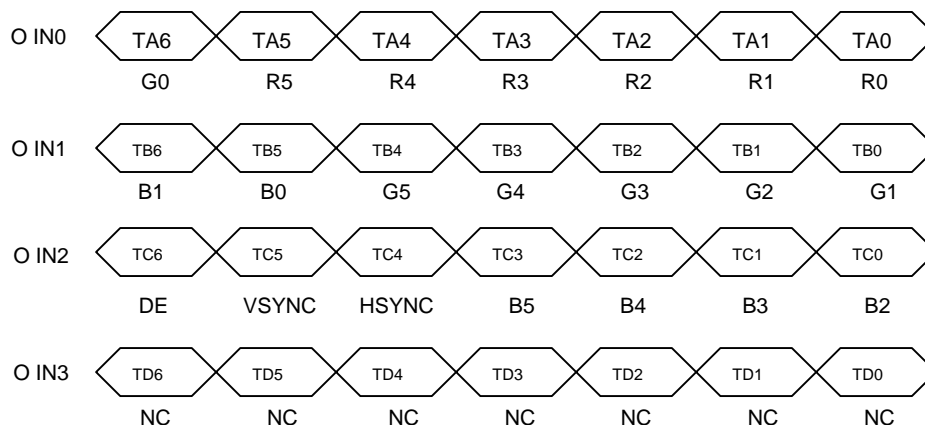 O IN0 TA6 TA5 TA4 TA3 TA2 TA1 TA0
G0 R5 R4 R3 R2 R1 R0
O IN1 TB6 TB5 TB4 TB3 TB2 TB1 TB0
B1 B0 G5 G4 G3 G2 G1
O IN2 TC6 TC5 TC4 TC3 TC2 TC1 TC0
DE VSYNC HSYNC B5 B4 B3 B2
O IN3 TD6 TD5 TD4 TD3 TD2 TD1 TD0
NC NC NC NC NC NC NC